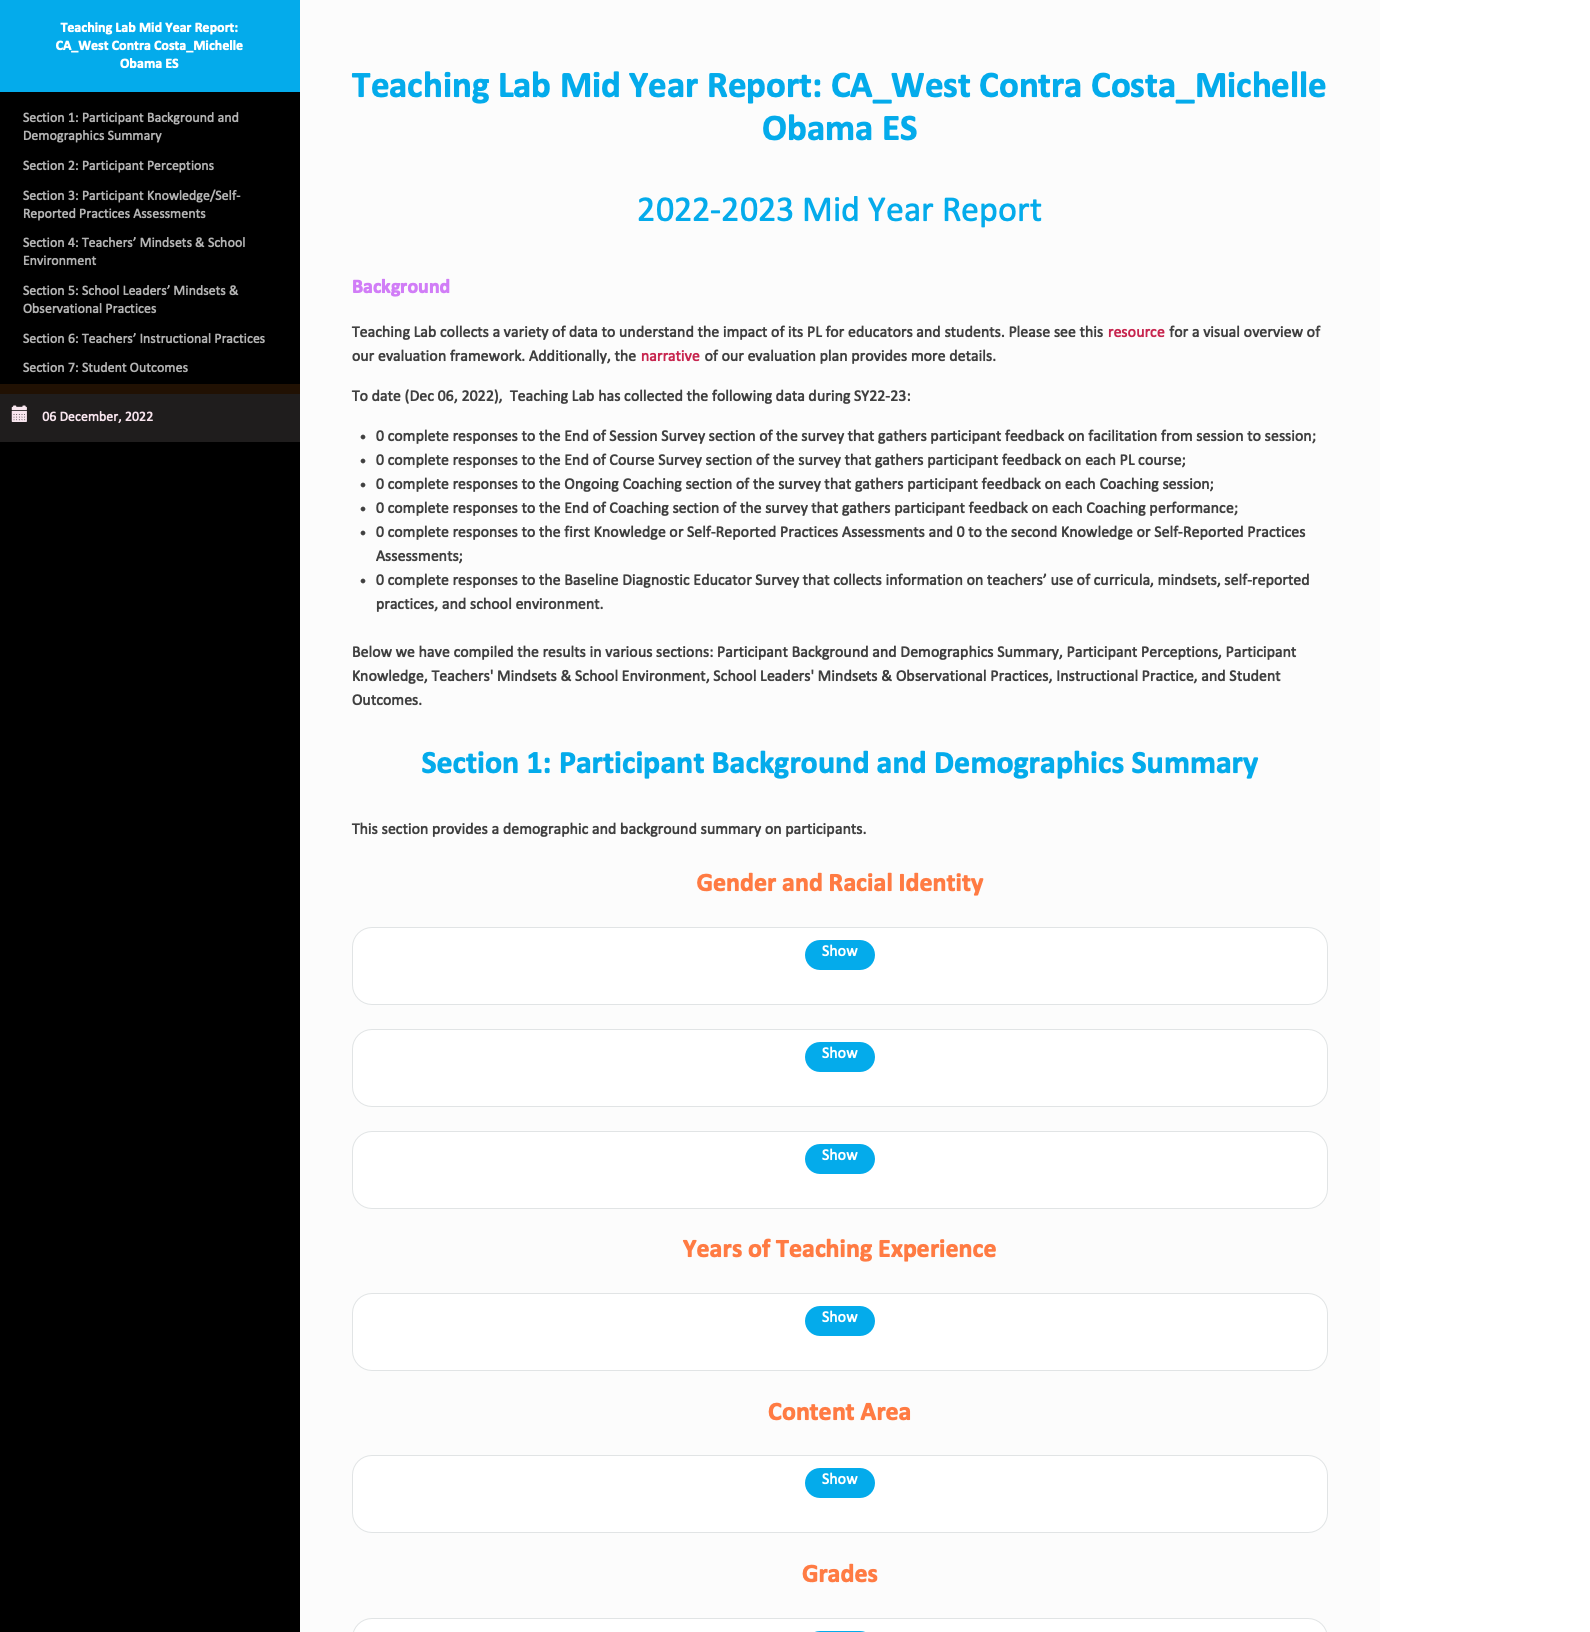 Teaching Lab Mid Year Report:
CA_West Contra Costa_Michelle
Obama ES
Section 1: Participant Background and
Demographics Summary
Section 2: Participant Perceptions
Section 3: Participant Knowledge/Self-
Reported Practices Assessments
Section 4: Teachers’ Mindsets & School
Environment
Section 5: School Leaders’ Mindsets &
Observational Practices
Section 6: Teachers’ Instructional Practices
Section 7: Student Outcomes
06 December, 2022
Teaching Lab Mid Year Report: CA_West Contra Costa_Michelle
Obama ES
2022-2023 Mid Year Report
Background
Teaching Lab collects a variety of data to understand the impact of its PL for educators and students. Please see this resource for a visual overview of
our evaluation framework. Additionally, the narrative of our evaluation plan provides more details.
To date (Dec 06, 2022), Teaching Lab has collected the following data during SY22-23:
• 0 complete responses to the End of Session Survey section of the survey that gathers participant feedback on facilitation from session to session;
• 0 complete responses to the End of Course Survey section of the survey that gathers participant feedback on each PL course;
• 0 complete responses to the Ongoing Coaching section of the survey that gathers participant feedback on each Coaching session;
• 0 complete responses to the End of Coaching section of the survey that gathers participant feedback on each Coaching performance;
• 0 complete responses to the first Knowledge or Self-Reported Practices Assessments and 0 to the second Knowledge or Self-Reported Practices
Assessments;
• 0 complete responses to the Baseline Diagnostic Educator Survey that collects information on teachers’ use of curricula, mindsets, self-reported
practices, and school environment.
Below we have compiled the results in various sections: Participant Background and Demographics Summary, Participant Perceptions, Participant
Knowledge, Teachers' Mindsets & School Environment, School Leaders' Mindsets & Observational Practices, Instructional Practice, and Student
Outcomes.
Section 1: Participant Background and Demographics Summary
This section provides a demographic and background summary on participants.
Gender and Racial Identity
Show
Show
Show
Years of Teaching Experience
Show
Content Area
Show
Grades